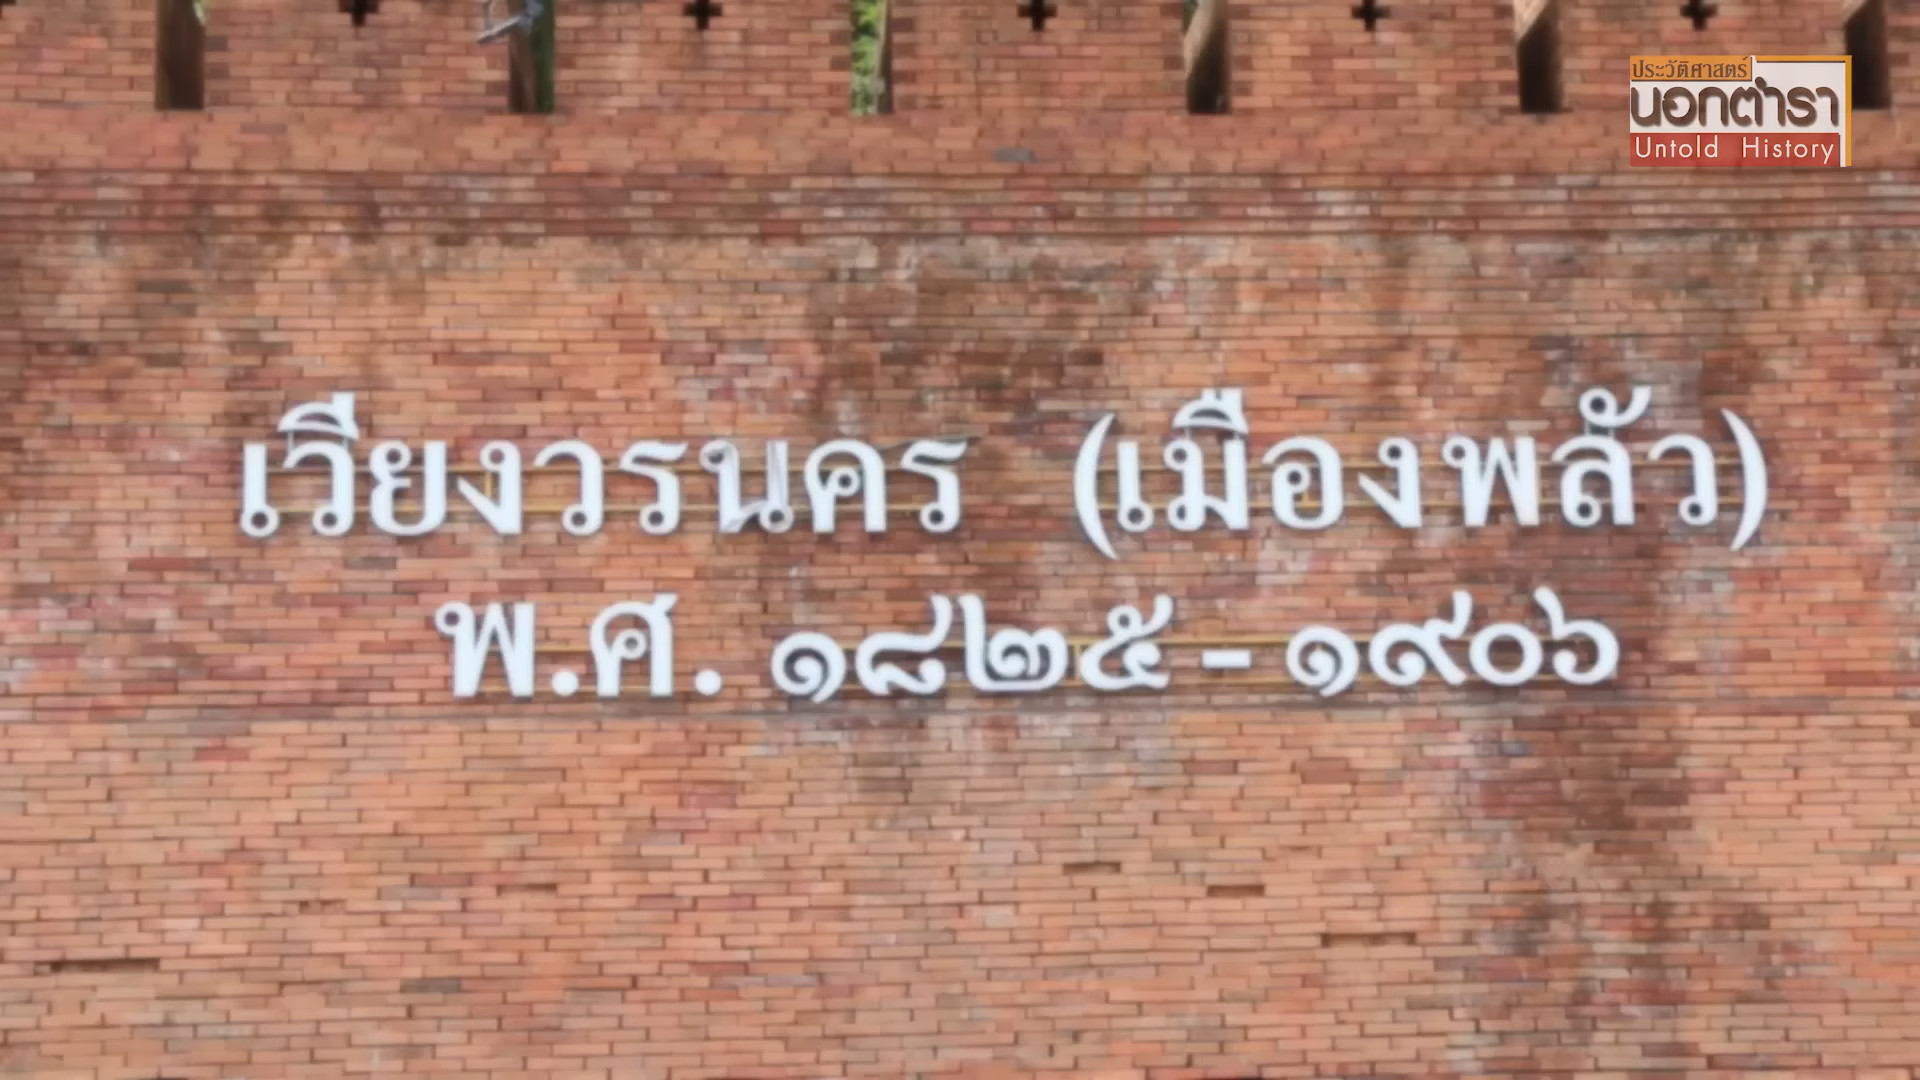 ประวัติศาสตร์
นอกตำรา
Untold History
เวียงวรนคร (เมืองพลัว)
พ.ศ. ๑๘๒๕ - ๑๙๐๖